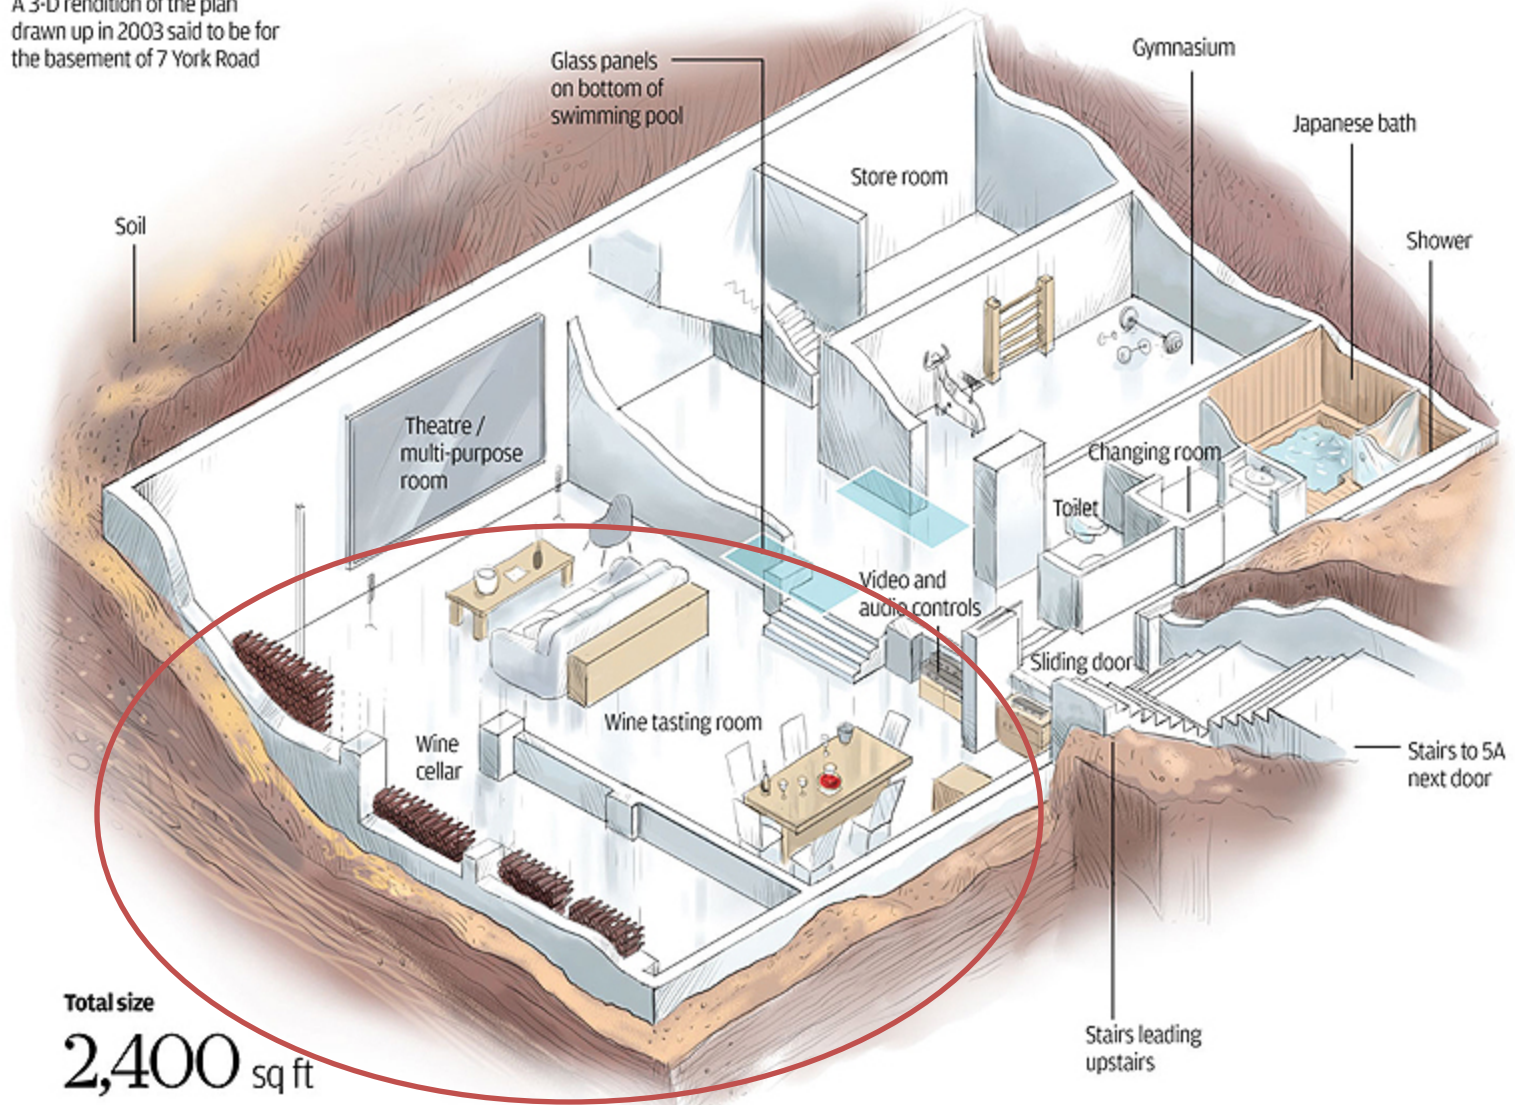 A 3-D rendition of the plan
drawn up in 2003 said to be for
the basement of 7 York Road
Glass panels
on bottom of
swimming pool
Gymnasium
Japanese bath
Store room
Soil
Shower
Theatre /
multi-purpose
room
Changing room
Toilet
Video and
audio controls
Sliding door
Wine tasting room
Wine
cellar
Stairs to 5A
next door
Total size
2,400 sq ft
Stairs leading
upstairs